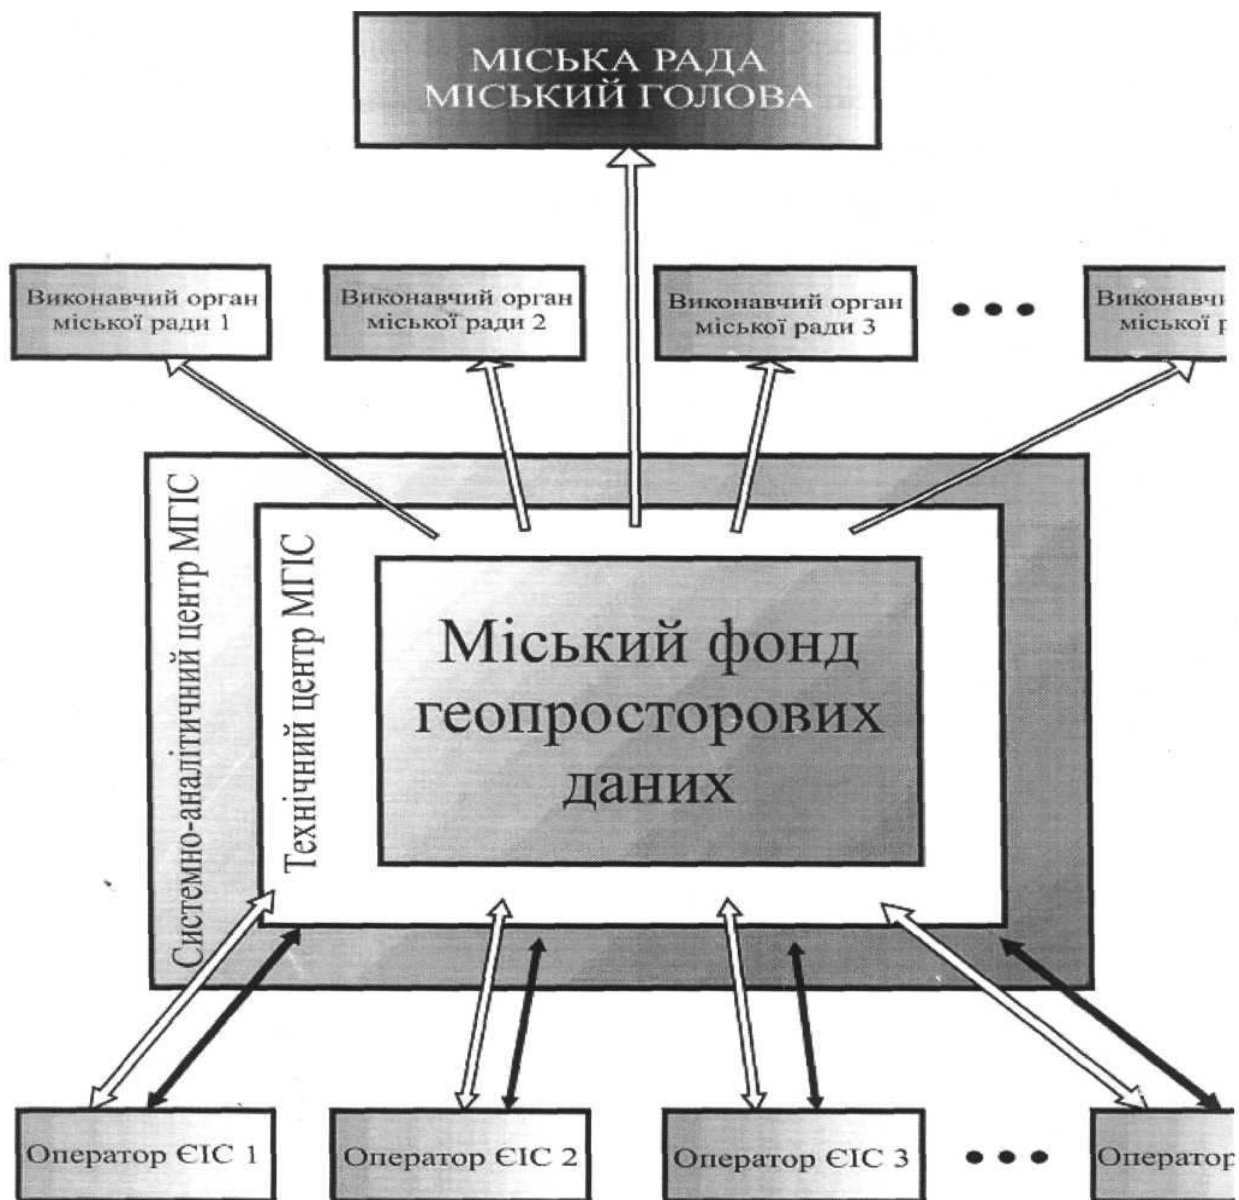 МІСЬКА РАДА
МІСЬКИЙ ГОЛОВА
Виконавчий орган
міської ради 1
Виконавчий орган
міської ради 2
Виконавчий орган
міської ради 3
Системно-аналітичний центр МГІС
Технічний центр МГІС
Міський фонд
геопросторових
даних
Оператор ЄІС 1
Оператор ЄІС 2
Оператор ЄІС 3
Оператор